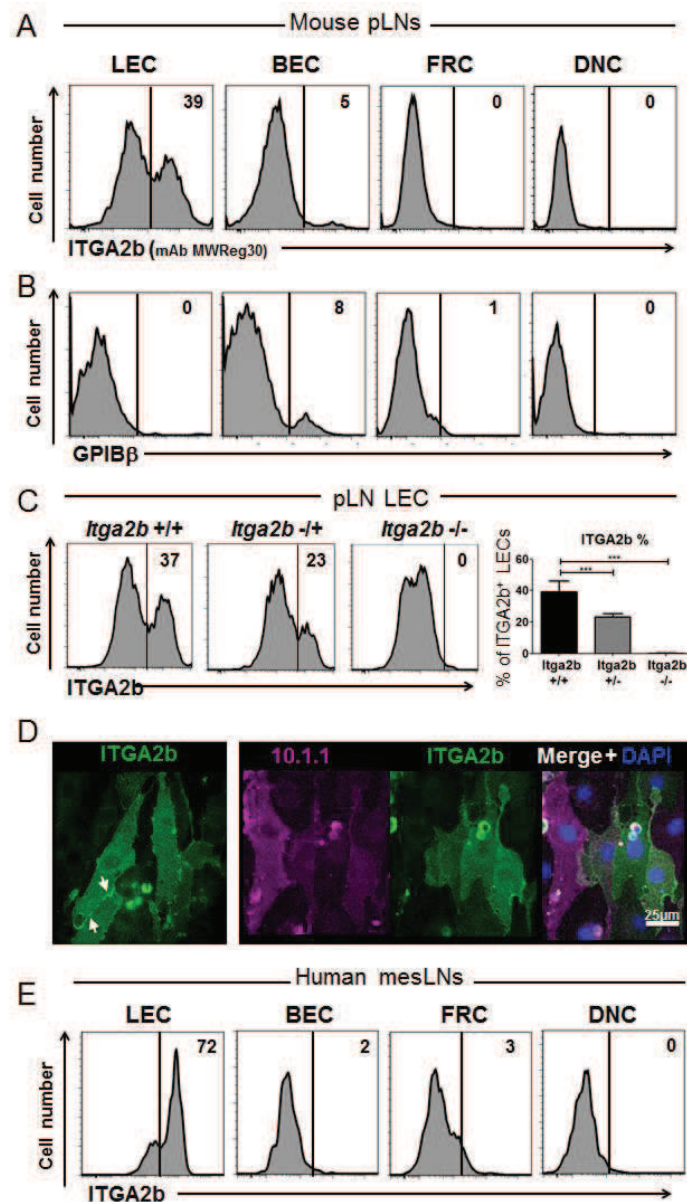 A
Mouse pLNs
LEC BEC FRC DNC
39 5 0 0
Cell number
ITGA2b (mAb MWReg30)
B
0 8 1 0
Cell number
GPIBβ
C
pLN LEC
Itga2b +/+ Itga2b -/+ Itga2b -/-
37 23 0
Cell number
ITGA2b
ITGA2b %
% of ITGA2b+ LECs
60
40
20
0
*** ***
Itga2b +/+
Itga2b +/-
Itga2b -/-
D
ITGA2b 10.1.1 ITGA2b Merge+DAPI
25µm
E
Human mesLNs
LEC BEC FRC DNC
72 2 3 0
Cell number
ITGA2b